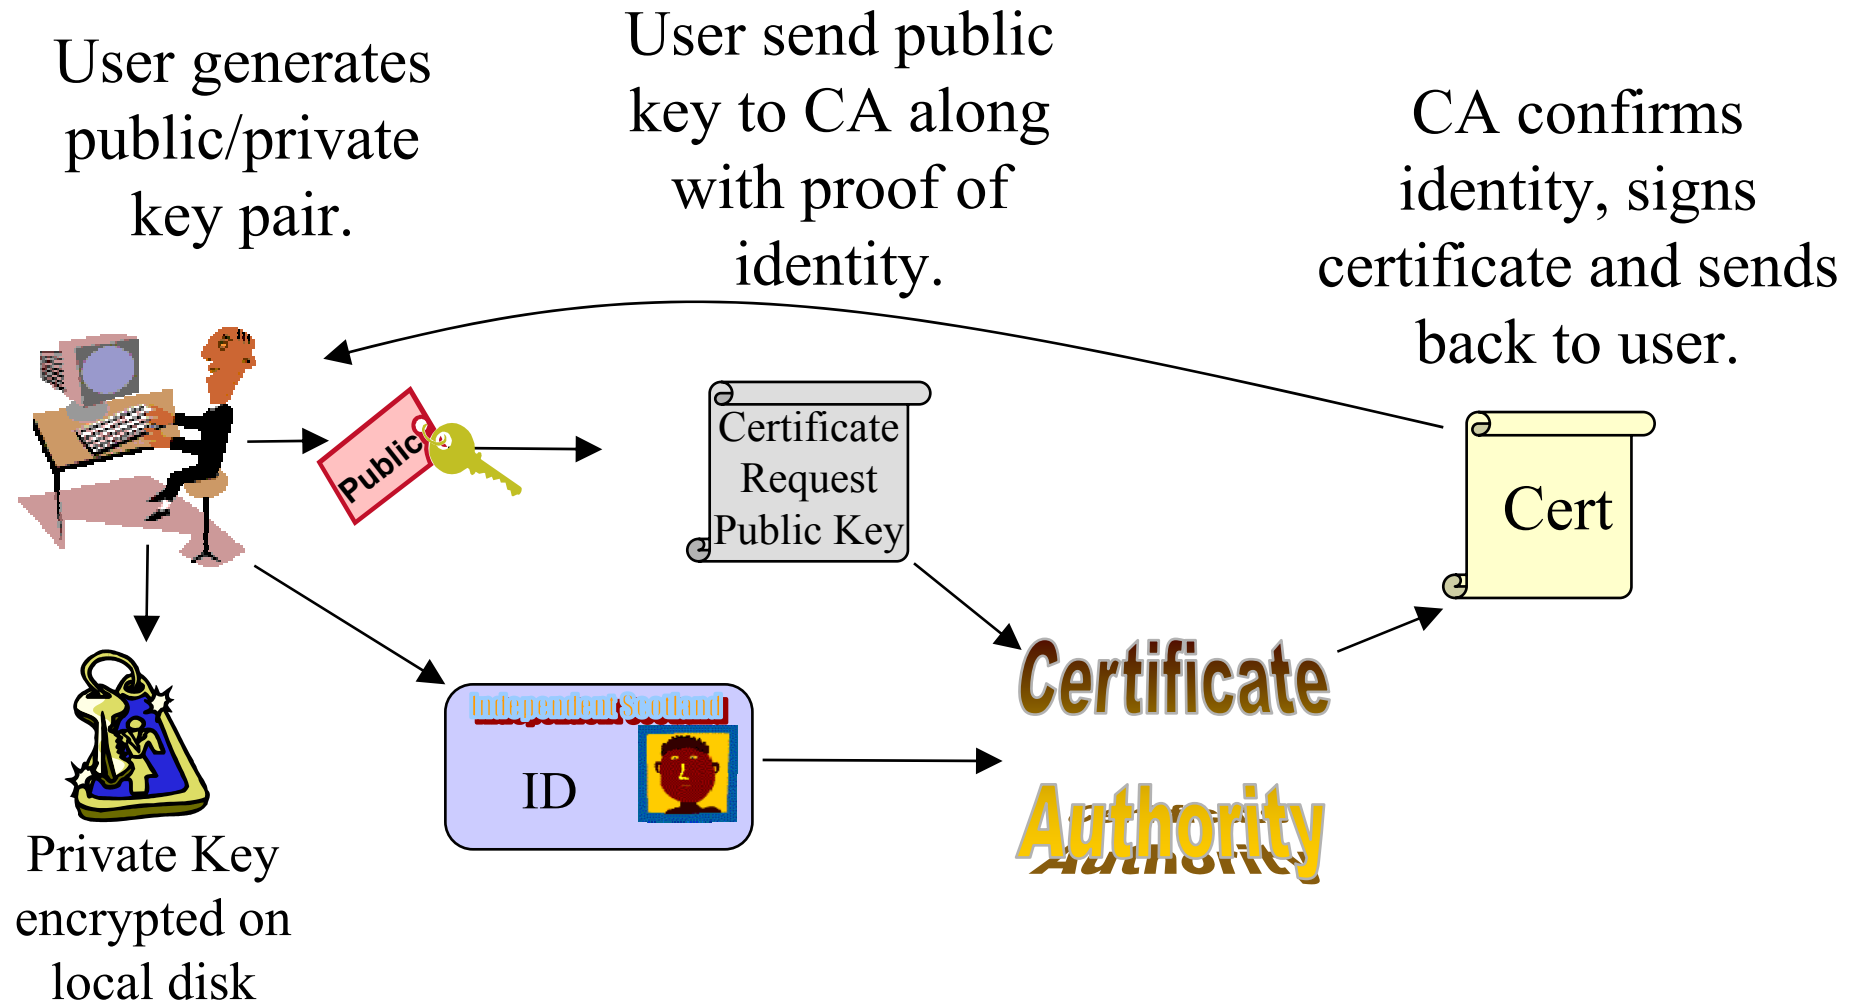 User generates
public/private
key pair.
User send public
key to CA along
with proof of
identity.
CA confirms
identity, signs
certificate and sends
back to user.
Public
Certificate
Request
Public Key
Cert
Independent Scotland
ID
Certificate
Authority
Private Key
encrypted on
local disk